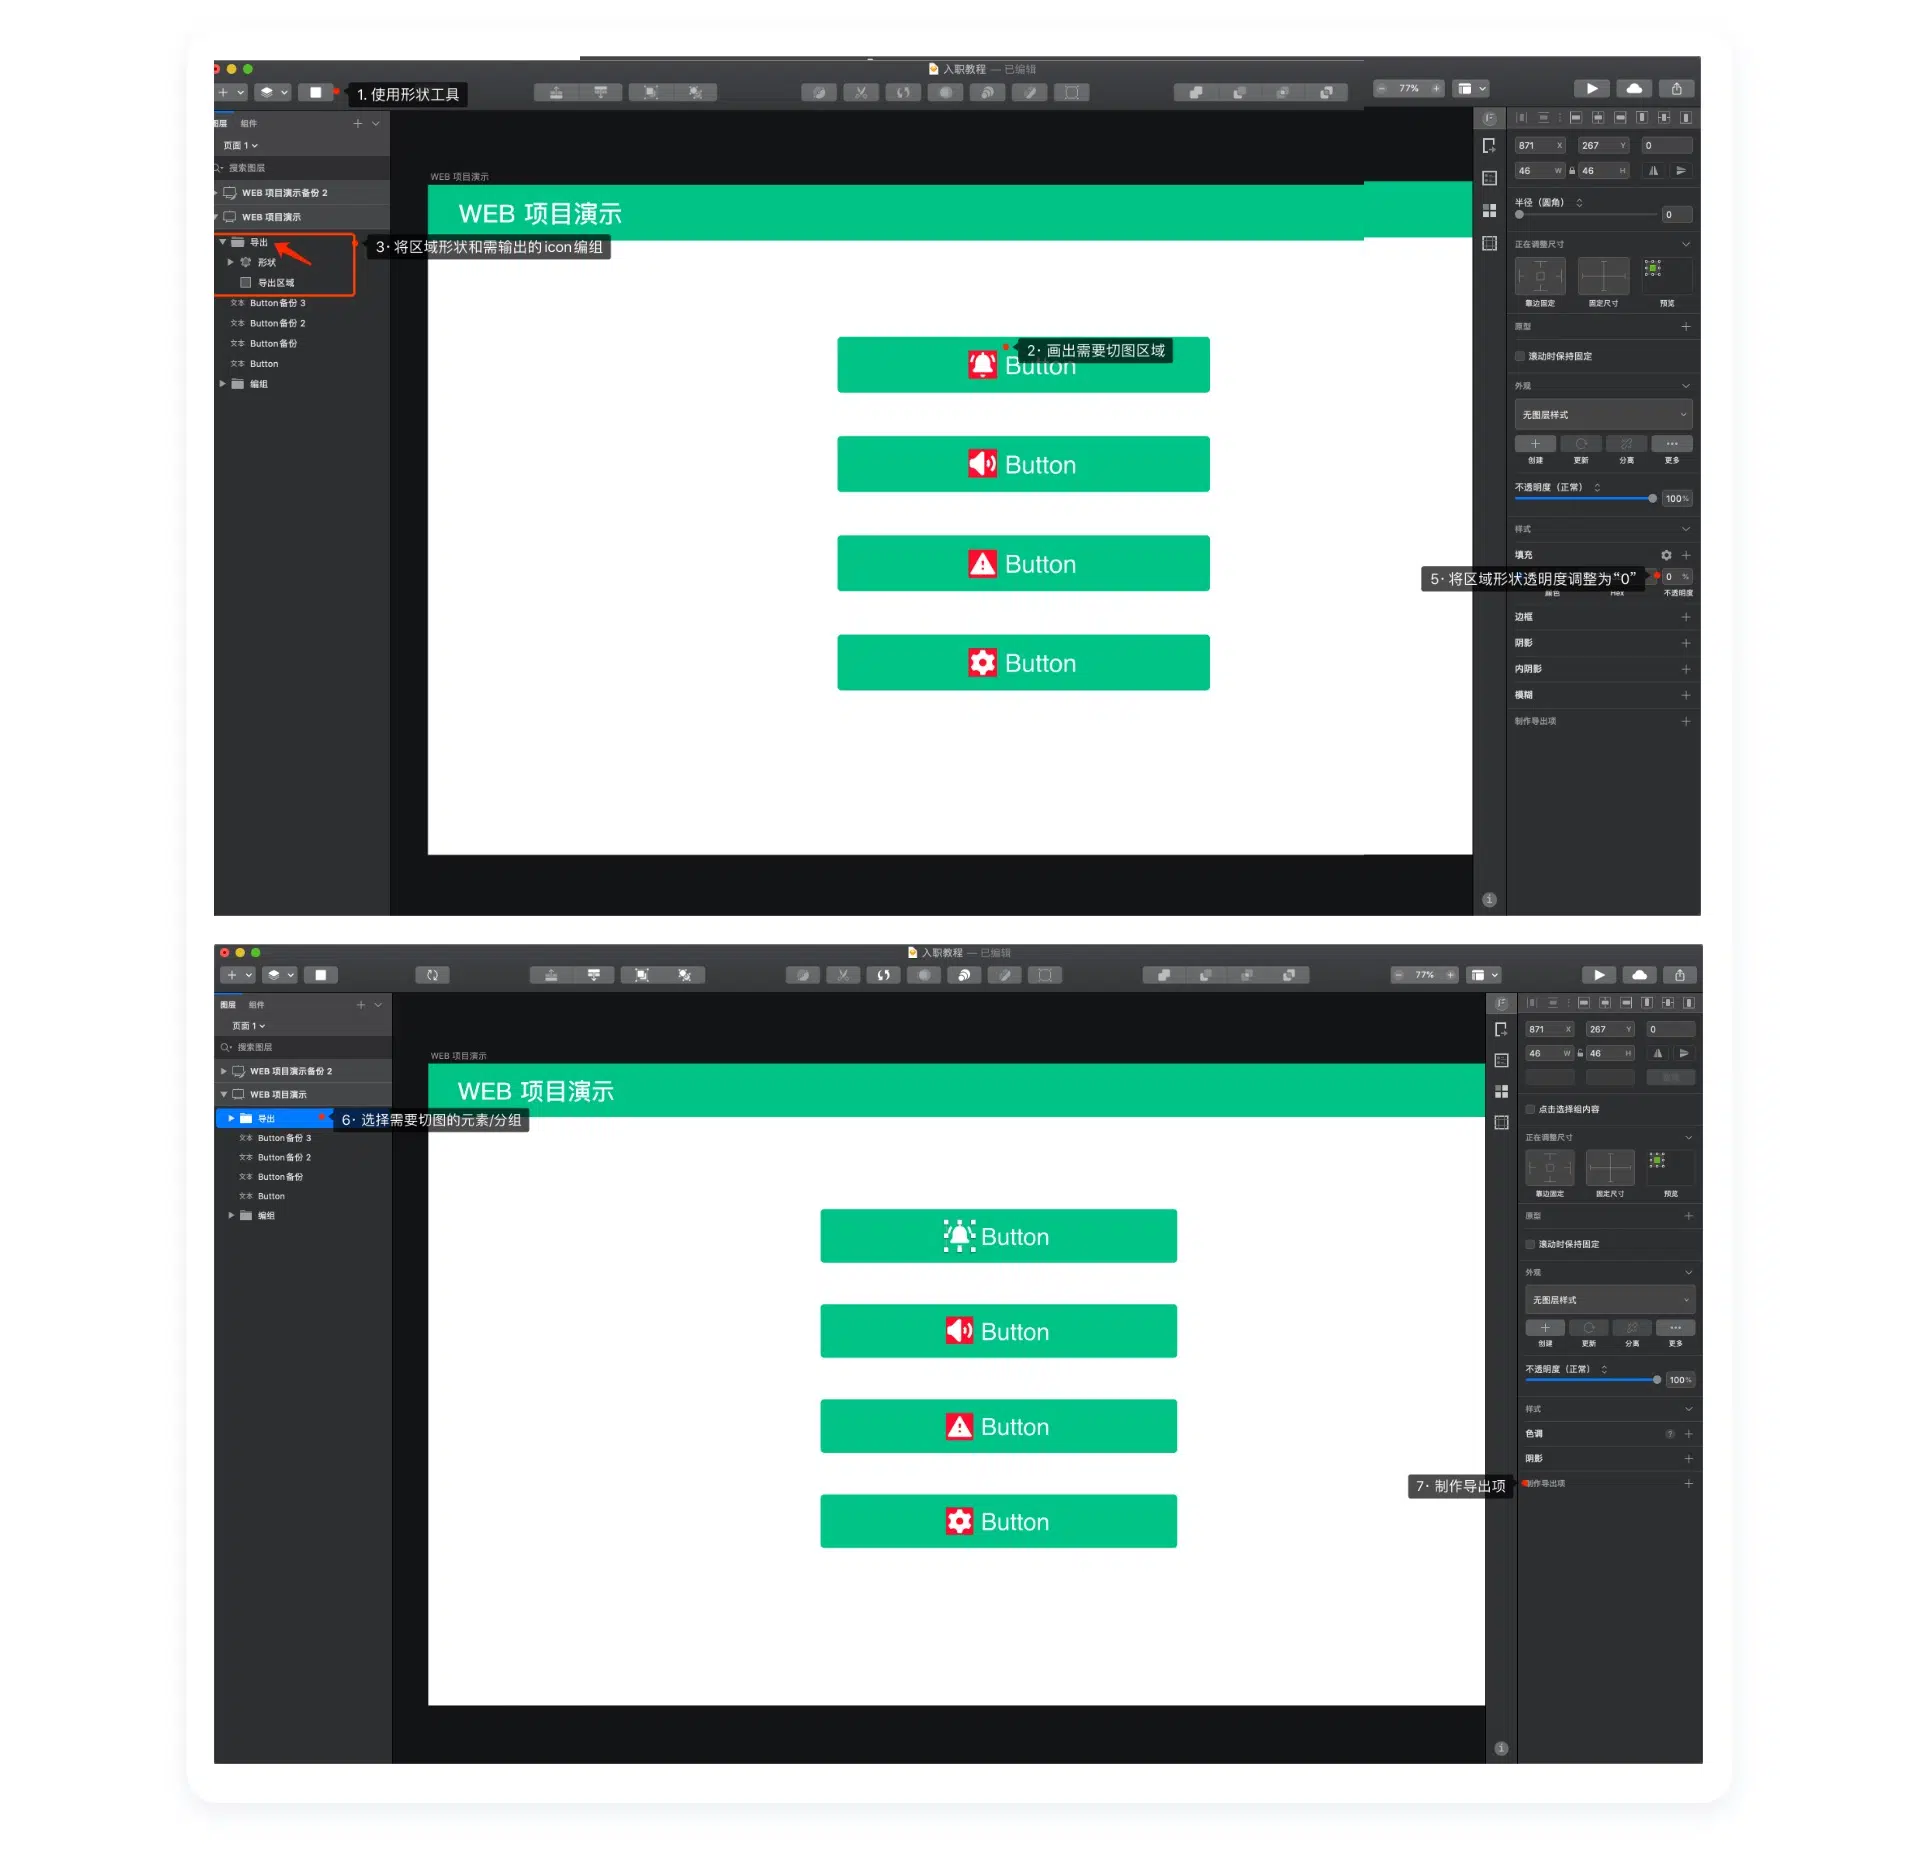 入职教程 — 已编辑
1. 使用形状工具
77%
图层 组件
页面 1
搜索图层
WEB 项目演示备份 2
WEB 项目演示
导出
形状
导出区域
文本 Button备份 3
文本 Button备份 2
文本 Button备份
文本 Button
编组
3· 将区域形状和需输出的icon编组
WEB 项目演示
WEB 项目演示
2· 画出需要切图区域
Button
Button
Button
Button
871 X 267 Y 0
46 W 46 H
半径（圆角）
0
正在调整尺寸
靠边固定 固定尺寸 预览
原型
滚动时保持固定
外观
无图层样式
创建 更新 分离 更多
不透明度（正常）
100%
样式
填充
5· 将区域形状透明度调整为“0”
0 %
颜色 Hex 不透明度
边框
阴影
内阴影
模糊
制作导出项
入职教程 — 已编辑
77%
图层 组件
页面 1
搜索图层
WEB 项目演示备份 2
WEB 项目演示
导出
6· 选择需要切图的元素/分组
文本 Button备份 3
文本 Button备份 2
文本 Button备份
文本 Button
编组
WEB 项目演示
WEB 项目演示
Button
Button
Button
Button
871 X 267 Y 0
46 W 46 H
点击选择组内容
正在调整尺寸
靠边固定 固定尺寸 预览
原型
滚动时保持固定
外观
无图层样式
创建 更新 分离 更多
不透明度（正常）
100%
样式
色调
阴影
7· 制作导出项
制作导出项